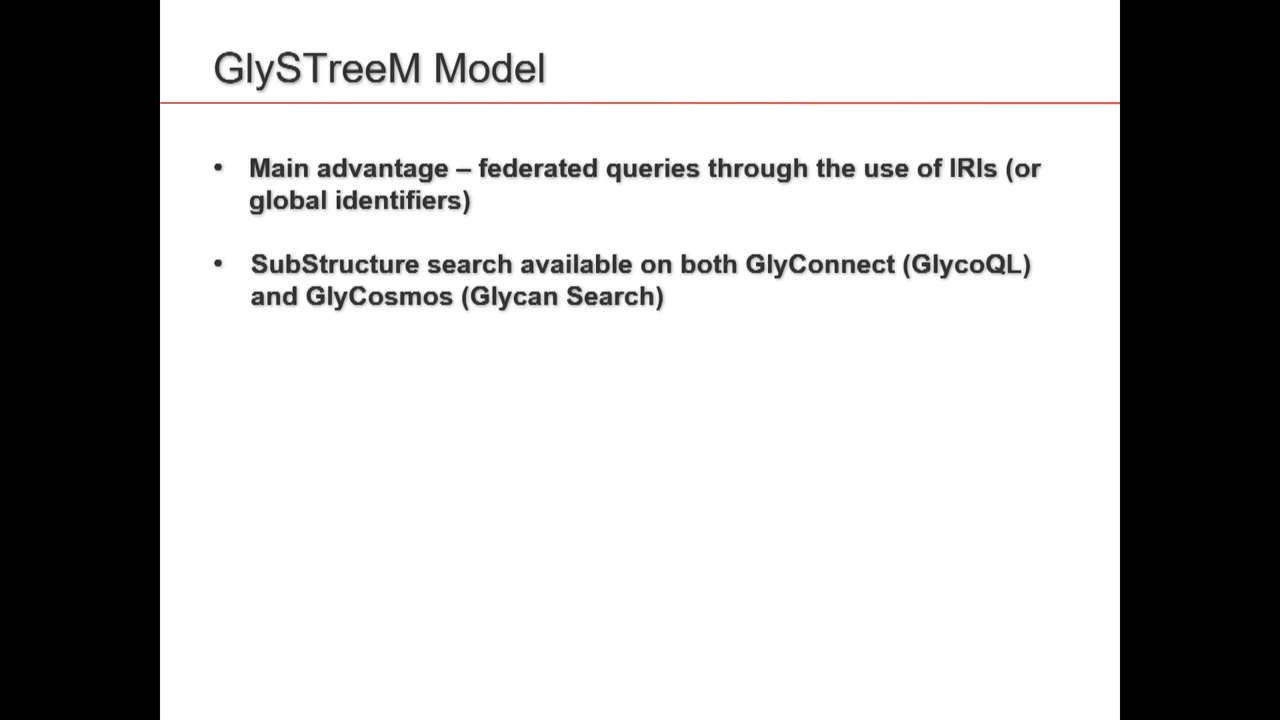 GlySTreeM Model
• Main advantage – federated queries through the use of IRIs (or
global identifiers)
• SubStructure search available on both GlyConnect (GlycoQL)
and GlyCosmos (Glycan Search)